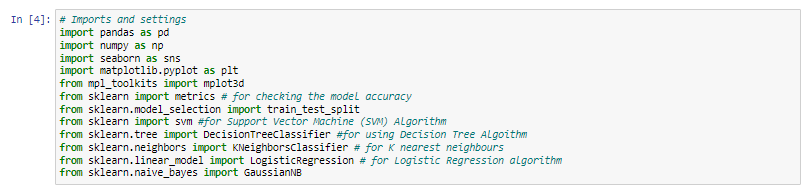 In [4]: # Imports and settings
import pandas as pd
import numpy as np
import seaborn as sns
import matplotlib.pyplot as plt
from mpl_toolkits import mplot3d
from sklearn import metrics # for checking the model accuracy
from sklearn.model_selection import train_test_split
from sklearn import svm #for Support Vector Machine (SVM) Algorithm
from sklearn.tree import DecisionTreeClassifier #for using Decision Tree Algoithm
from sklearn.neighbors import KNeighborsClassifier # for K nearest neighbours
from sklearn.linear_model import LogisticRegression # for Logistic Regression algorithm
from sklearn.naive_bayes import GaussianNB